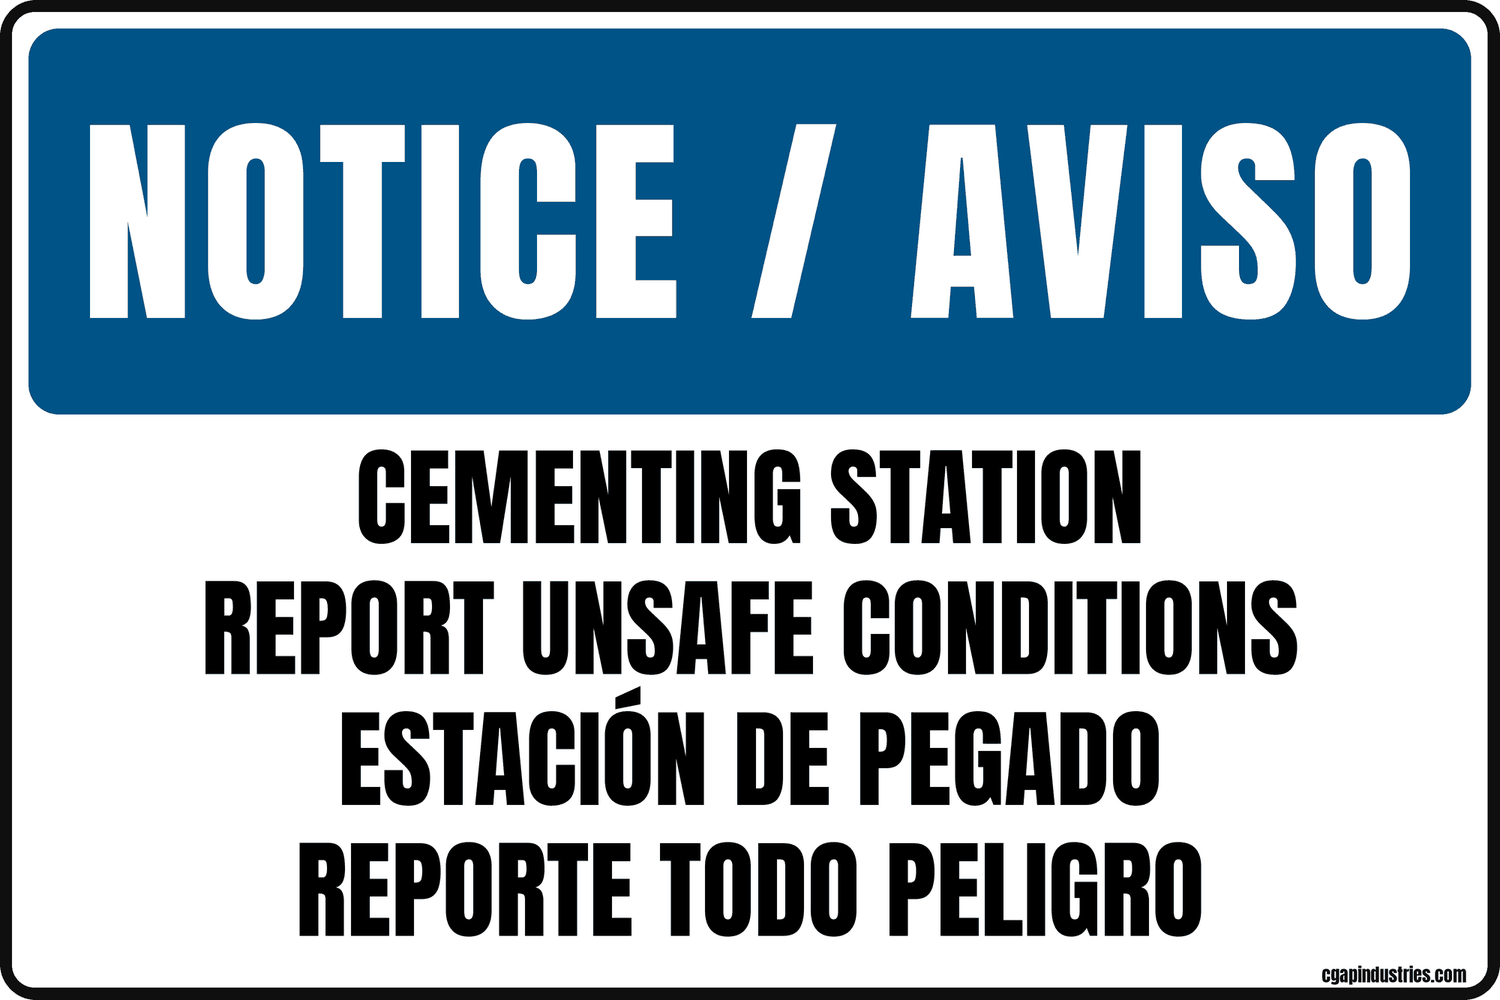 NOTICE / AVISO
CEMENTING STATION
REPORT UNSAFE CONDITIONS
ESTACIÓN DE PEGADO
REPORTE TODO PELIGRO
cgapindustries.com